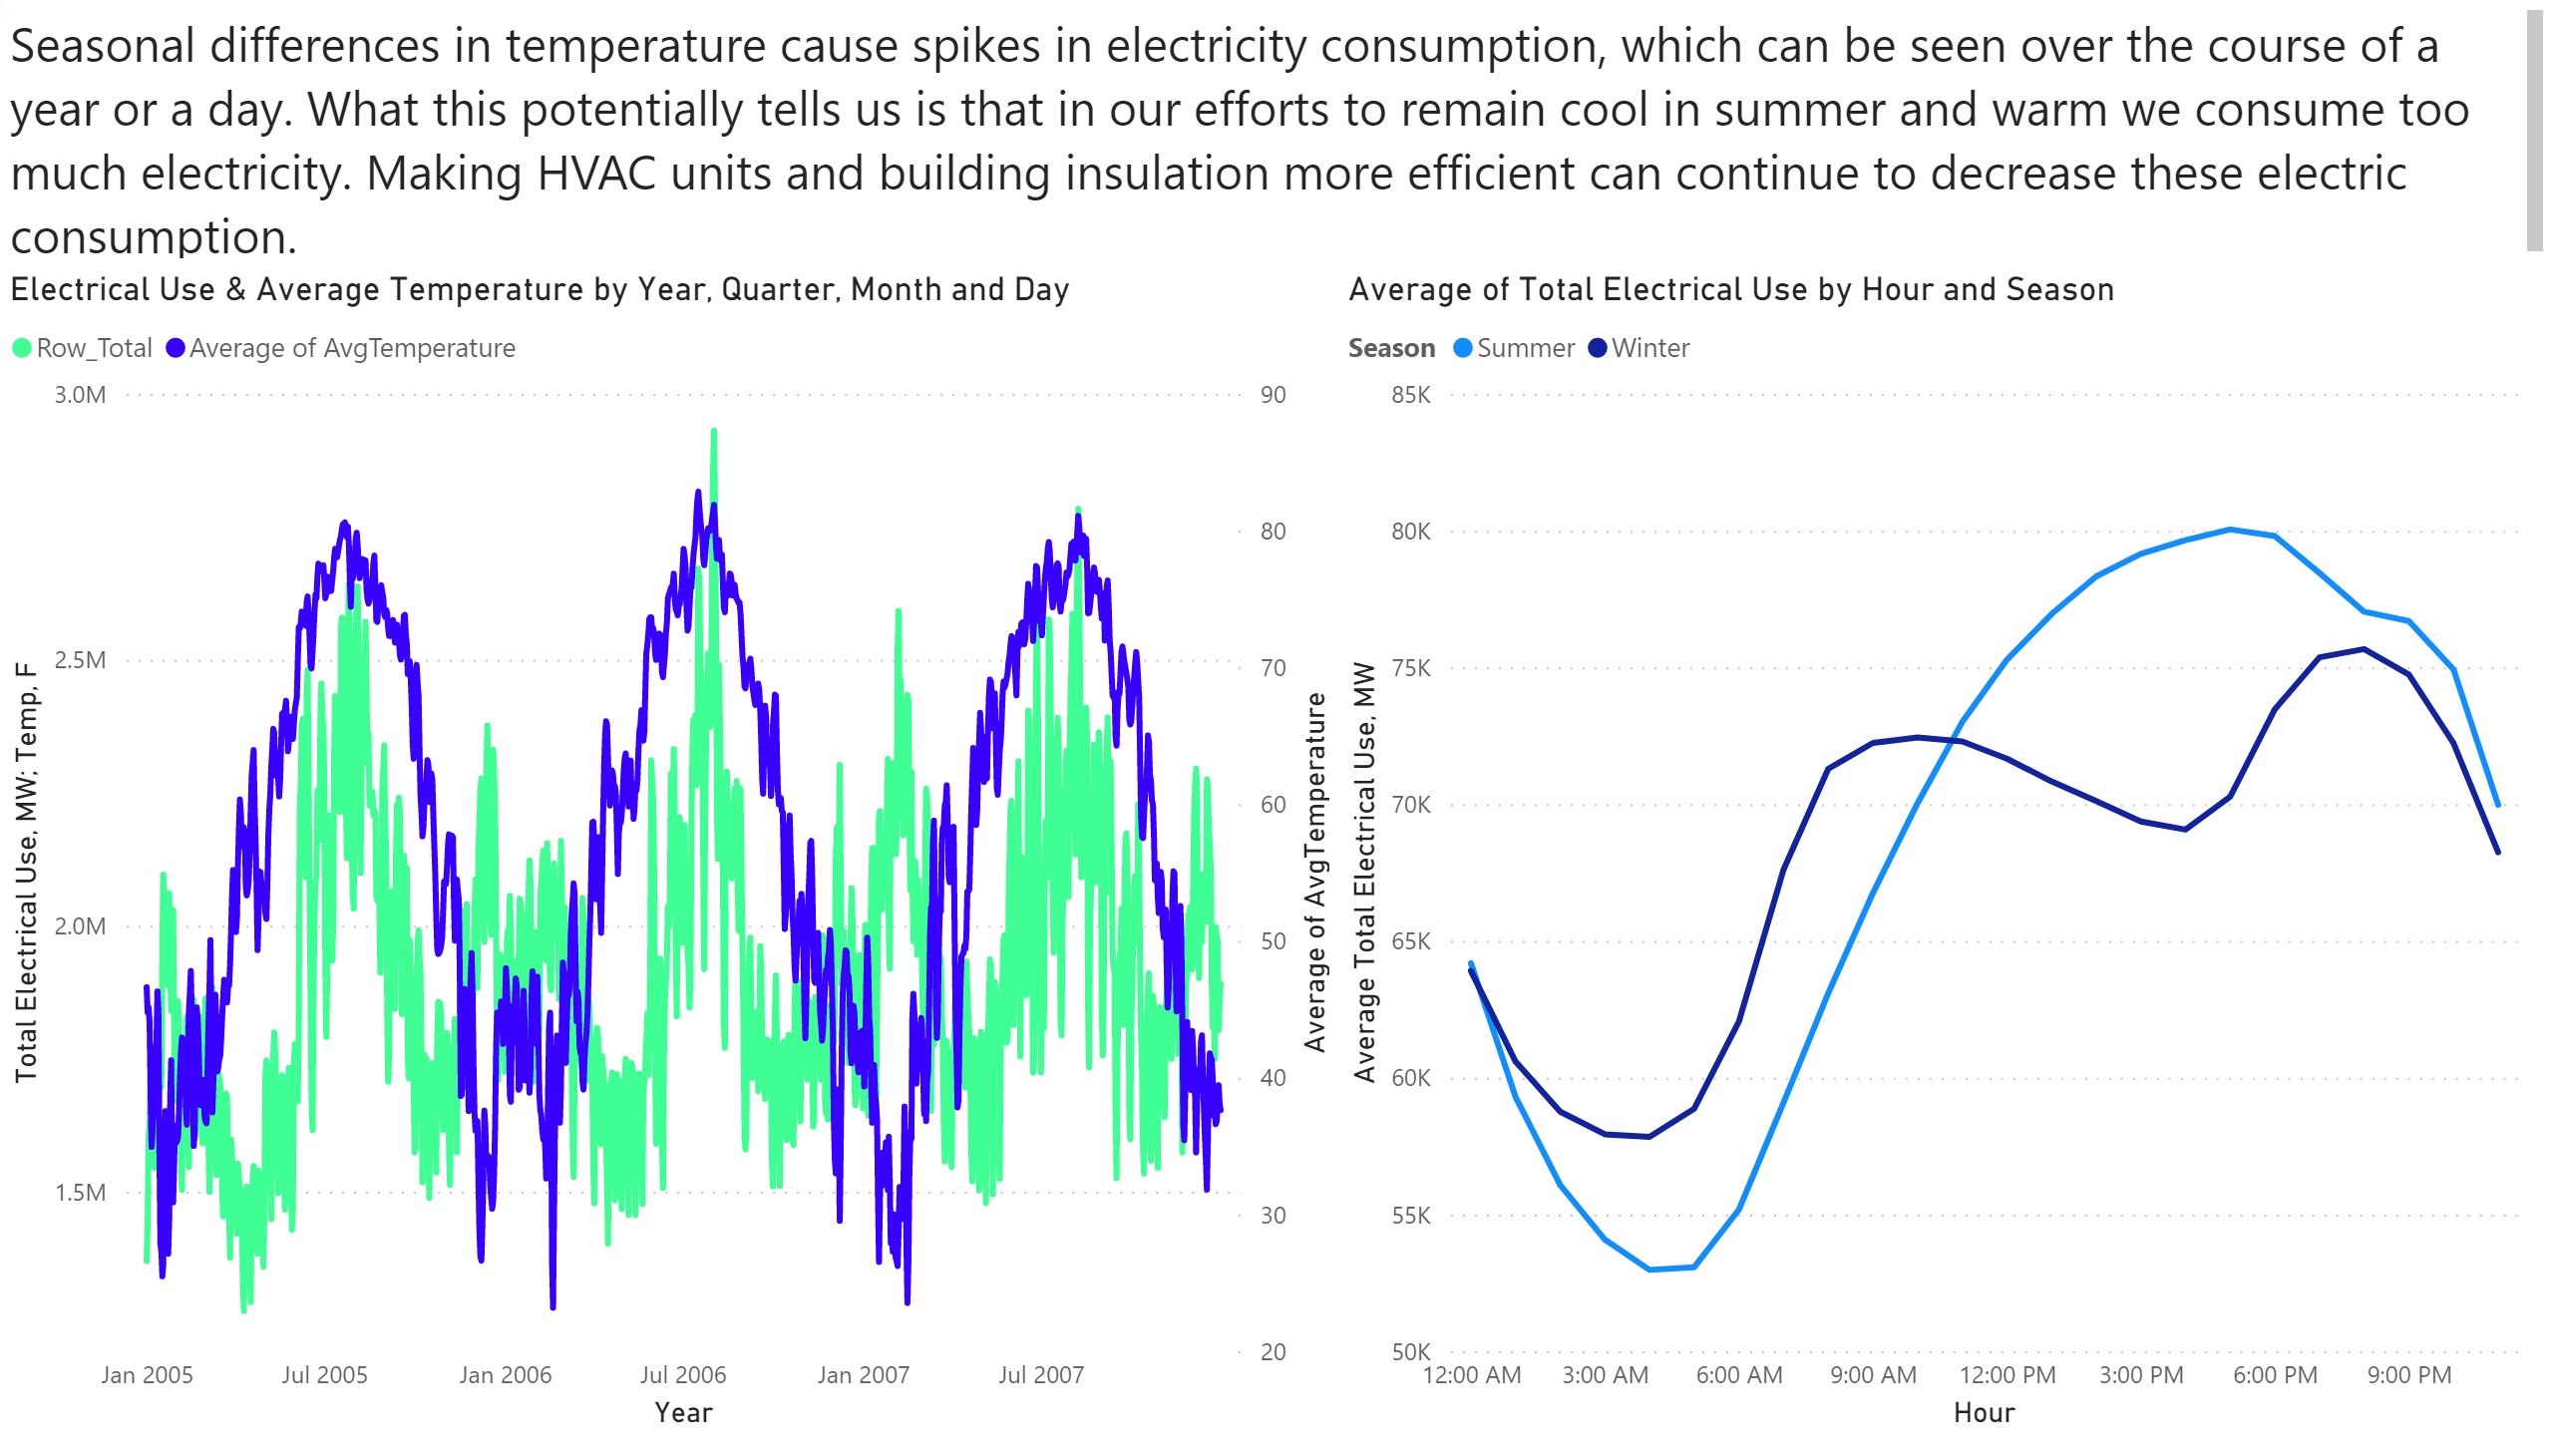 Seasonal differences in temperature cause spikes in electricity consumption, which can be seen over the course of a
year or a day. What this potentially tells us is that in our efforts to remain cool in summer and warm we consume too
much electricity. Making HVAC units and building insulation more efficient can continue to decrease these electric
consumption.
Electrical Use & Average Temperature by Year, Quarter, Month and Day
Row_Total Average of AvgTemperature
3.0M
2.5M
2.0M
1.5M
Total Electrical Use, MW; Temp, F
90
80
70
60
50
40
30
20
Average of AvgTemperature
Jan 2005 Jul 2005 Jan 2006 Jul 2006 Jan 2007 Jul 2007
Year
Average of Total Electrical Use by Hour and Season
Season Summer Winter
85K
80K
75K
70K
65K
60K
55K
50K
Average Total Electrical Use, MW
12:00 AM 3:00 AM 6:00 AM 9:00 AM 12:00 PM 3:00 PM 6:00 PM 9:00 PM
Hour